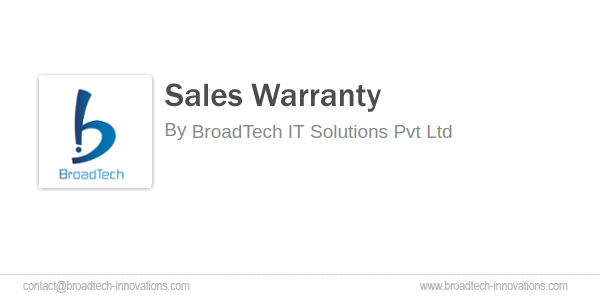 Sales Warranty
By BroadTech IT Solutions Pvt Ltd
BroadTech
contact@broadtech-innovations.com
www.broadtech-innovations.com